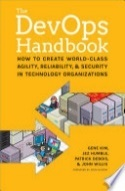 The
DevOps
Handbook
HOW TO CREATE WORLD-CLASS
AGILITY, RELIABILITY, & SECURITY
IN TECHNOLOGY ORGANIZATIONS
GENE KIM,
JEZ HUMBLE,
PATRICK DEBOIS,
& JOHN WILLIS